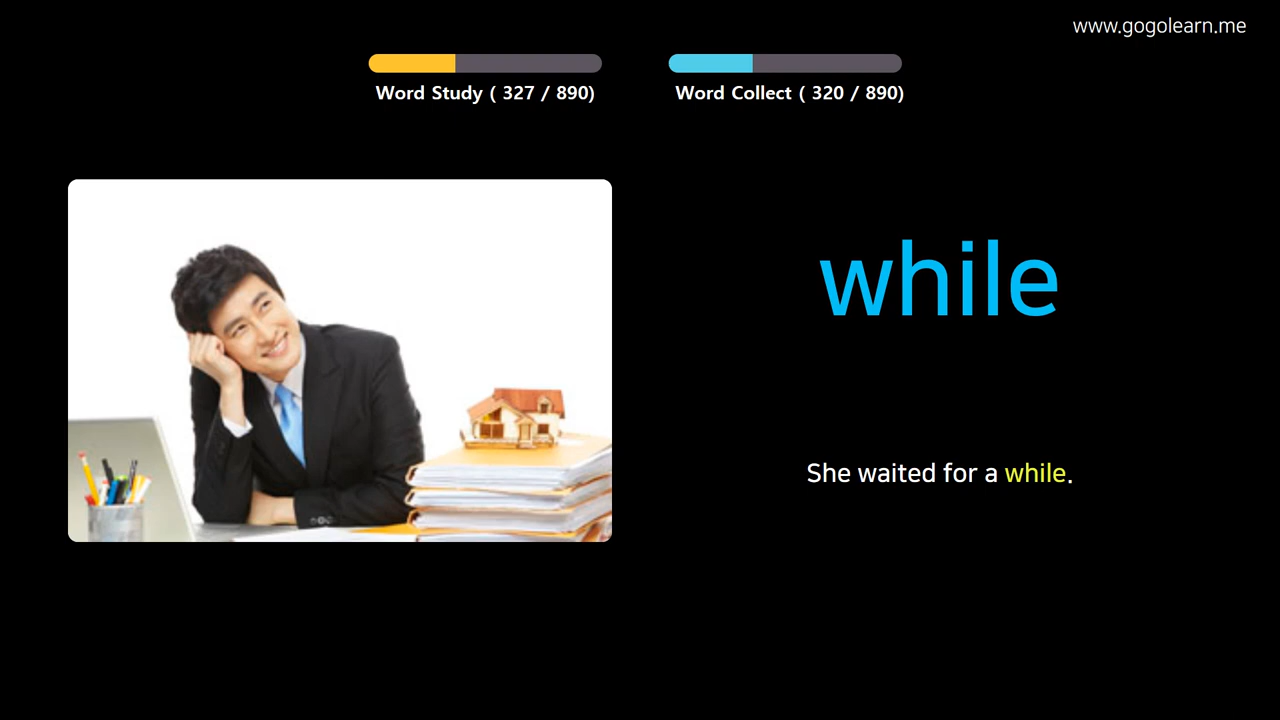 www.gogolearn.me
Word Study ( 327 / 890)
Word Collect ( 320 / 890)
while
She waited for a while.